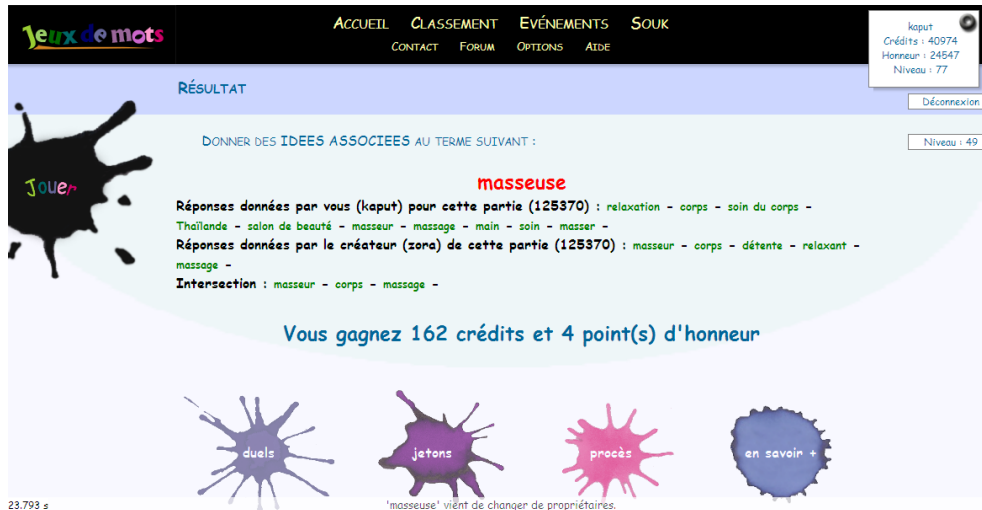 Jeux de mots
Accueil Classement Evénements Souk
Contact Forum Options Aide
kaput
Crédits : 40974
Honneur : 24547
Niveau : 77
Résultat
Déconnexion
Donner des IDEES ASSOCIEES au terme suivant :
Niveau : 49
Jouer
masseuse
Réponses données par vous (kaput) pour cette partie (125370) : relaxation - corps - soin du corps -
Thaïlande - salon de beauté - masseur - massage - main - soin - masser -
Réponses données par le créateur (zora) de cette partie (125370) : masseur - corps - détente - relaxant -
massage -
Intersection : masseur - corps - massage -
Vous gagnez 162 crédits et 4 point(s) d'honneur
duels jetons procès en savoir +
23.793 s 'masseuse' vient de changer de propriétaires.